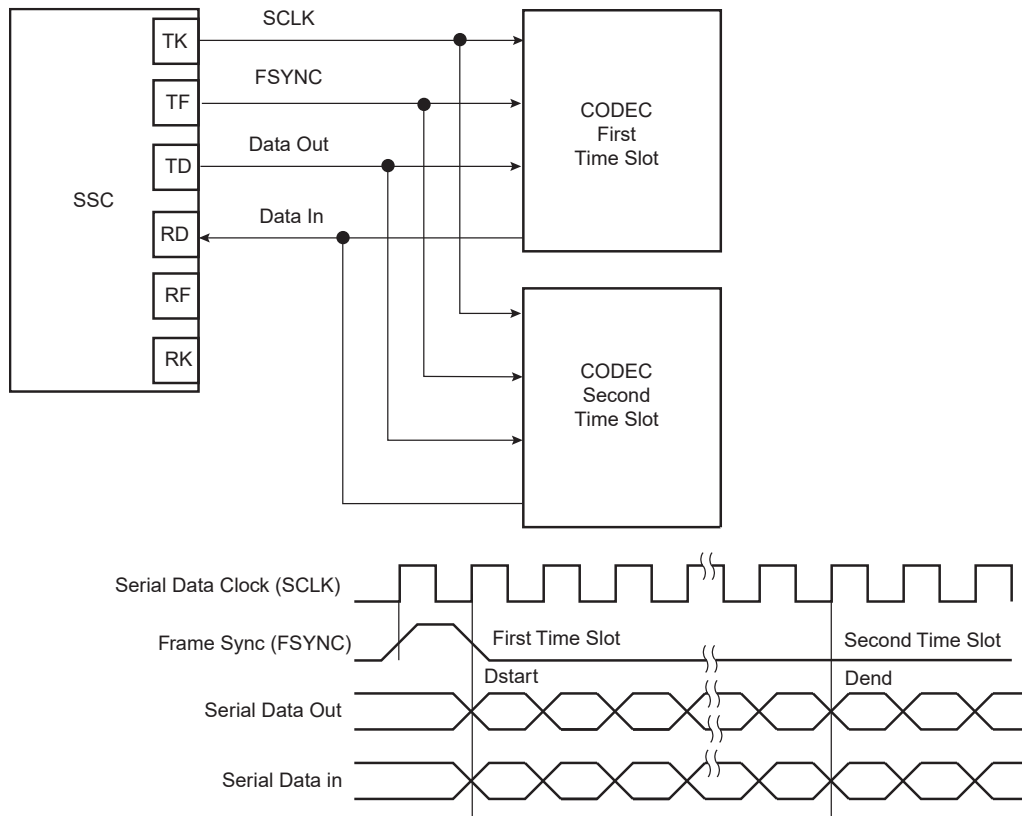 SCLK
TK
FSYNC
TF
CODEC
First
Time Slot
Data Out
TD
SSC
Data In
RD
RF
RK
CODEC
Second
Time Slot
Serial Data Clock (SCLK)
Frame Sync (FSYNC)
First Time Slot
Second Time Slot
Dstart
Dend
Serial Data Out
Serial Data in